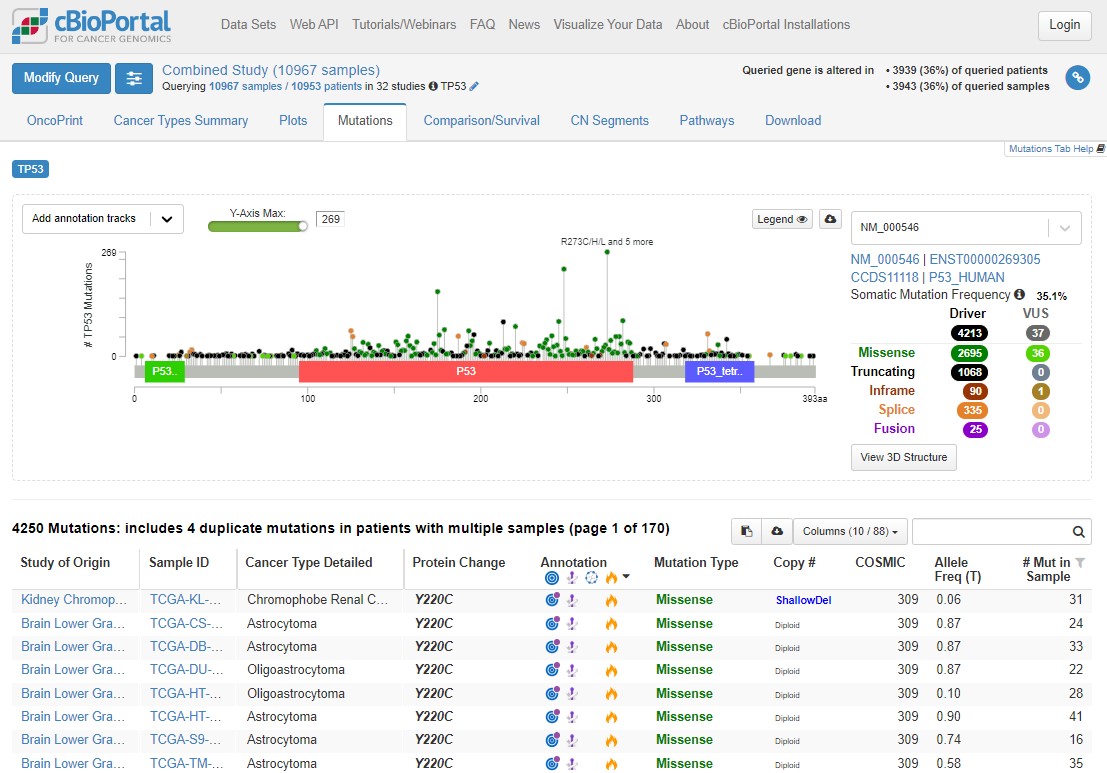 cBioPortal
FOR CANCER GENOMICS
Data Sets Web API Tutorials/Webinars FAQ News Visualize Your Data About cBioPortal Installations
Login
Modify Query
Combined Study (10967 samples)
Querying 10967 samples / 10953 patients in 32 studies TP53
Queried gene is altered in • 3939 (36%) of queried patients
• 3943 (36%) of queried samples
OncoPrint Cancer Types Summary Plots Mutations Comparison/Survival CN Segments Pathways Download
Mutations Tab Help
TP53
Add annotation tracks
Y-Axis Max: 269
Legend
NM_000546
R273C/H/L and 5 more
269
# TP53 Mutations
0
P53.. P53 P53_tetr..
0 100 200 300 393aa
NM_000546 | ENST00000269305
CCDS11118 | P53_HUMAN
Somatic Mutation Frequency 35.1%
Driver VUS
4213 37
Missense 2695 36
Truncating 1068 0
Inframe 90 1
Splice 335 0
Fusion 25 0
View 3D Structure
4250 Mutations: includes 4 duplicate mutations in patients with multiple samples (page 1 of 170)
Columns (10 / 88)
Study of Origin Sample ID Cancer Type Detailed Protein Change Annotation Mutation Type Copy # COSMIC Allele Freq (T) # Mut in Sample
Kidney Chromop... TCGA-KL-... Chromophobe Renal C... Y220C Missense ShallowDel 309 0.06 31
Brain Lower Gra... TCGA-CS-... Astrocytoma Y220C Missense Diploid 309 0.87 24
Brain Lower Gra... TCGA-DB-... Astrocytoma Y220C Missense Diploid 309 0.87 33
Brain Lower Gra... TCGA-DU-... Oligoastrocytoma Y220C Missense Diploid 309 0.87 22
Brain Lower Gra... TCGA-HT-... Oligoastrocytoma Y220C Missense Diploid 309 0.10 28
Brain Lower Gra... TCGA-HT-... Astrocytoma Y220C Missense Diploid 309 0.90 41
Brain Lower Gra... TCGA-S9-... Astrocytoma Y220C Missense Diploid 309 0.74 16
Brain Lower Gra... TCGA-TM-... Astrocytoma Y220C Missense Diploid 309 0.58 35